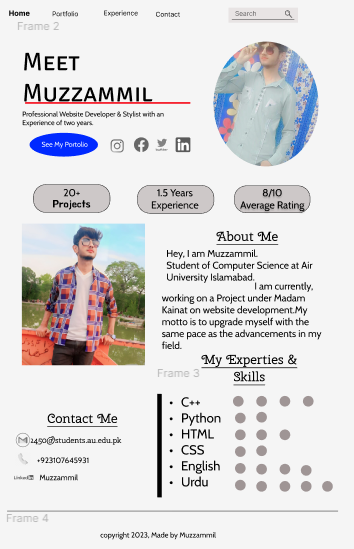 Home Portfolio Experience Contact Search
Frame 2
MEET
MUZZAMMIL
Professional Website Developer & Stylist with an
Experience of two years.
See My Portolio
20+
Projects
1.5 Years
Experience
8/10
Average Rating
About Me
Hey, I am Muzzammil.
Student of Computer Science at Air
University Islamabad.
I am currently,
working on a Project under Madam
Kainat on website development.My
motto is to upgrade myself with the
same pace as the advancements in my
field.
My Experties &
Skills
Frame 3
• C++
• Python
• HTML
• CSS
• English
• Urdu
Contact Me
2450@students.au.edu.pk
+923107645931
LinkedIn Muzzammil
Frame 4
copyright 2023, Made by Muzzammil